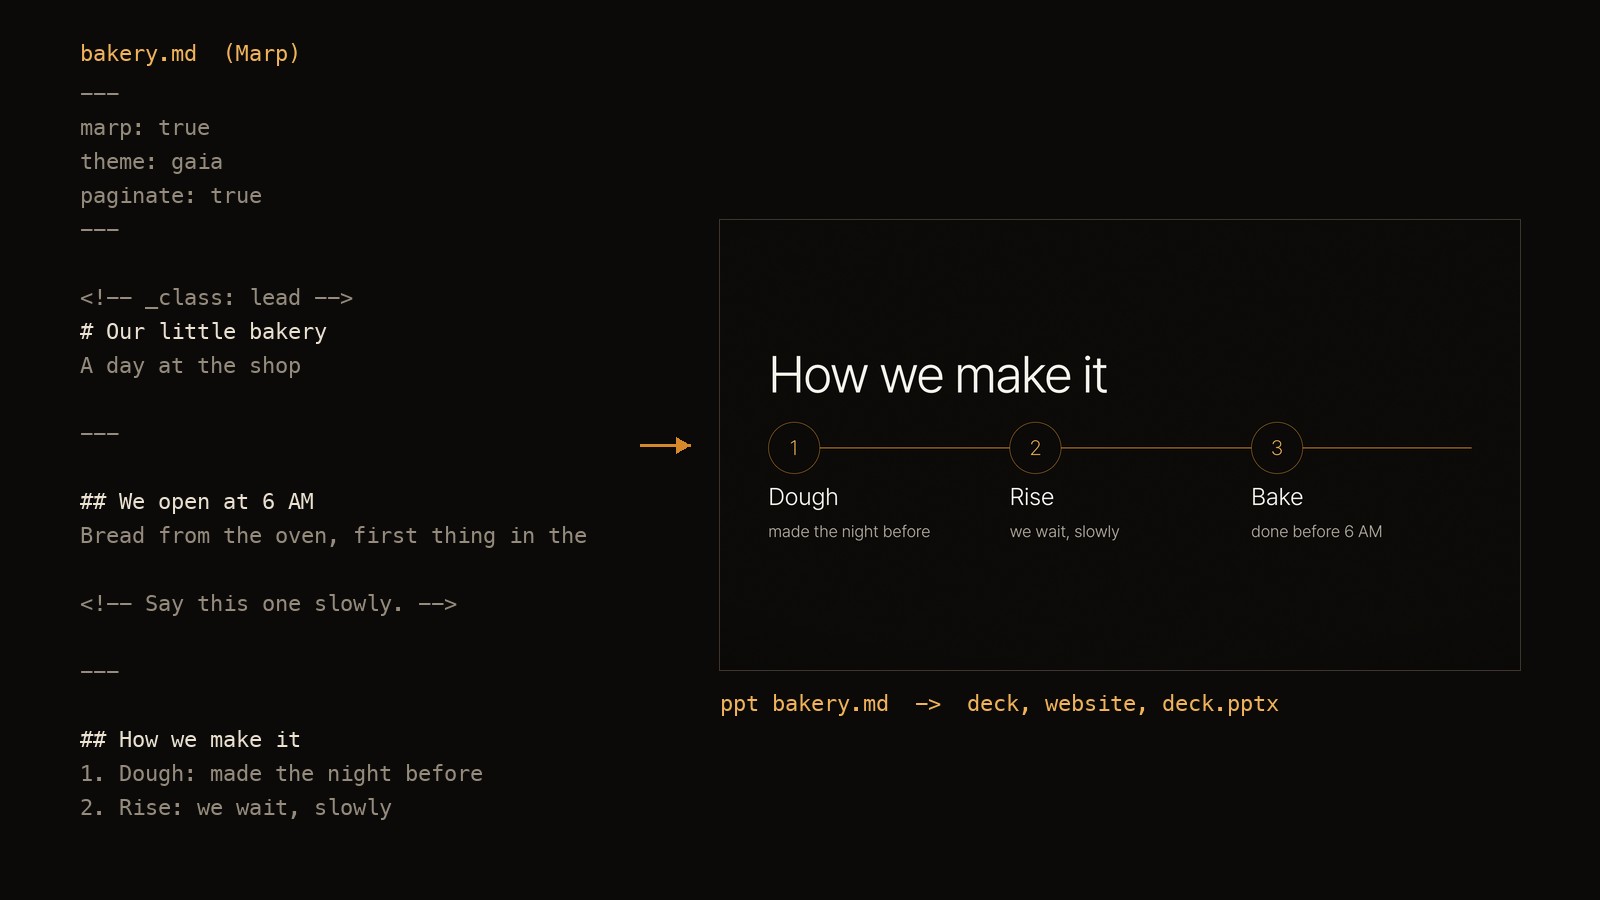 bakery.md  (Marp)
---
marp: true
theme: gaia
paginate: true
---
<!-- _class: lead -->
# Our little bakery
A day at the shop
---
## We open at 6 AM
Bread from the oven, first thing in the
<!-- Say this one slowly. -->
---
## How we make it
1. Dough: made the night before
2. Rise: we wait, slowly
How we make it
1 2 3
Dough Rise Bake
made the night before we wait, slowly done before 6 AM
ppt bakery.md  -> deck, website, deck.pptx